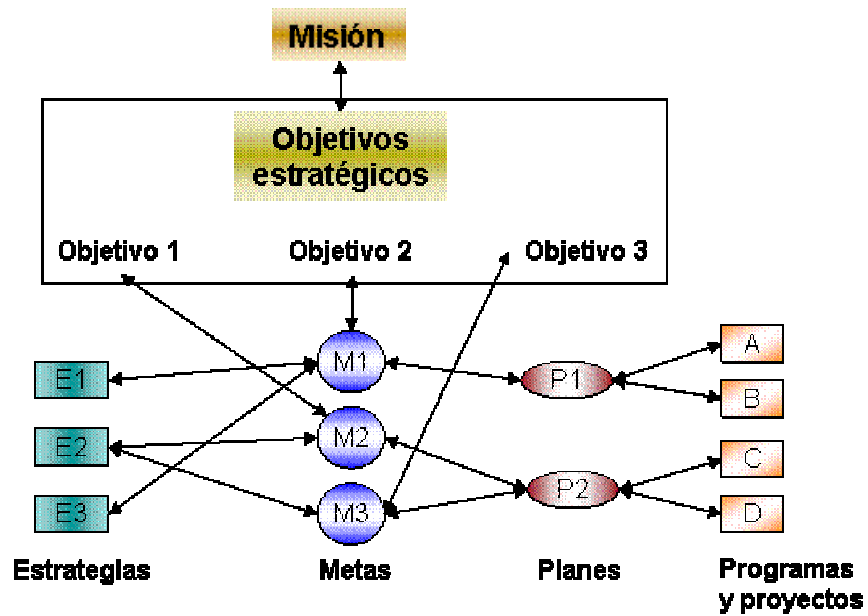 Misión
Objetivos
estratégicos
Objetivo 1 Objetivo 2 Objetivo 3
E1 M1 P1 A
B
E2 M2 C
E3 M3 P2 D
Estrategias Metas Planes Programas
y proyectos